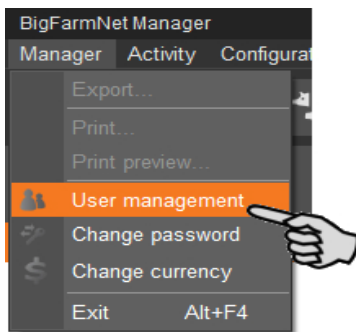 BigFarmNet Manager
Manager Activity Configurat
Export...
Print...
Print preview...
User management
Change password
Change currency
Exit Alt+F4